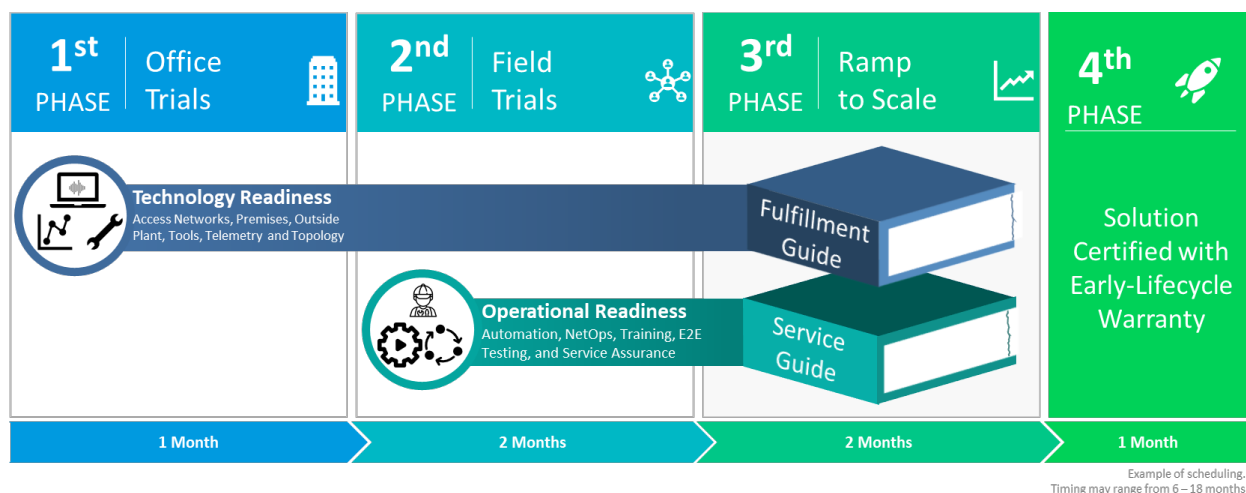 1st
PHASE
Office
Trials
2nd
PHASE
Field
Trials
3rd
PHASE
Ramp
to Scale
4th
PHASE
Technology Readiness
Access Networks, Premises, Outside
Plant, Tools, Telemetry and Topology
Fulfillment
Guide
Operational Readiness
Automation, NetOps, Training, E2E
Testing, and Service Assurance
Service
Guide
Solution
Certified with
Early-Lifecycle
Warranty
1 Month
2 Months
2 Months
1 Month
Example of scheduling.
Timing may range from 6 – 18 months